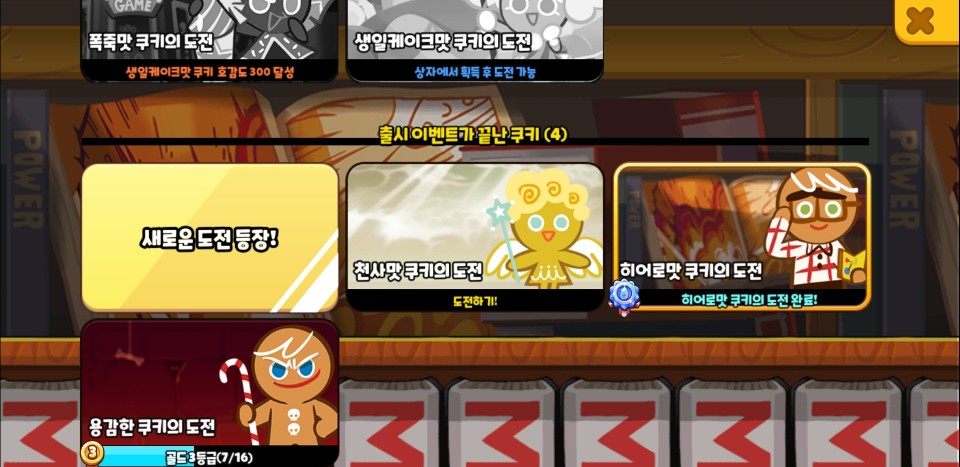 GAME
폭죽맛 쿠키의 도전
생일케이크맛 쿠키의 도전
생일케이크맛 쿠키 호감도 300 달성
상자에서 획득 후 도전 가능
출시 이벤트가 끝난 쿠키 (4)
POWER
POWER
새로운 도전 등장!
천사맛 쿠키의 도전
히어로맛 쿠키의 도전
도전하기!
히어로맛 쿠키의 도전 완료!
용감한 쿠키의 도전
3
골드 3등급(7/16)